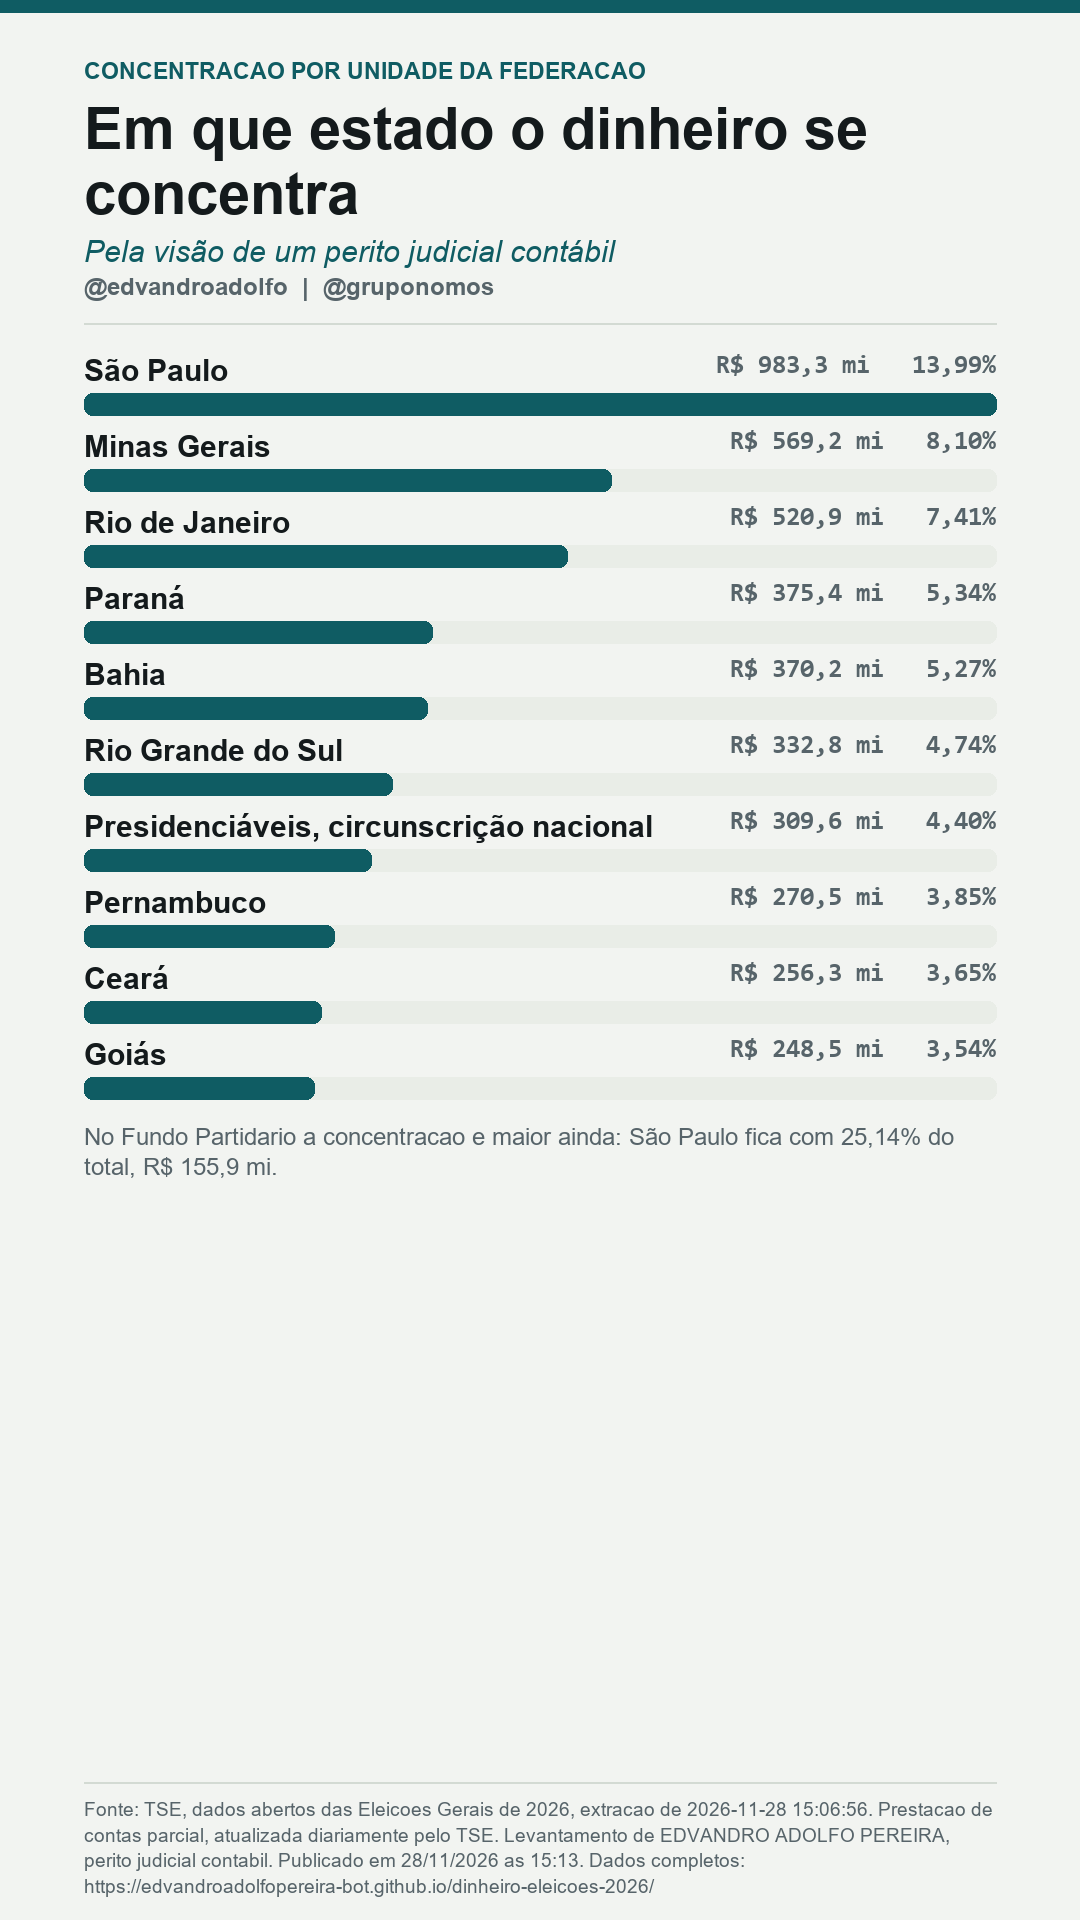 CONCENTRACAO POR UNIDADE DA FEDERACAO
Em que estado o dinheiro se
concentra
Pela visão de um perito judicial contábil
@edvandroadolfo | @gruponomos
São Paulo R$ 983,3 mi 13,99%
Minas Gerais R$ 569,2 mi 8,10%
Rio de Janeiro R$ 520,9 mi 7,41%
Paraná R$ 375,4 mi 5,34%
Bahia R$ 370,2 mi 5,27%
Rio Grande do Sul R$ 332,8 mi 4,74%
Presidenciáveis, circunscrição nacional R$ 309,6 mi 4,40%
Pernambuco R$ 270,5 mi 3,85%
Ceará R$ 256,3 mi 3,65%
Goiás R$ 248,5 mi 3,54%
No Fundo Partidario a concentracao e maior ainda: São Paulo fica com 25,14% do
total, R$ 155,9 mi.
Fonte: TSE, dados abertos das Eleicoes Gerais de 2026, extracao de 2026-11-28 15:06:56. Prestacao de
contas parcial, atualizada diariamente pelo TSE. Levantamento de EDVANDRO ADOLFO PEREIRA,
perito judicial contabil. Publicado em 28/11/2026 as 15:13. Dados completos:
https://edvandroadolfopereira-bot.github.io/dinheiro-eleicoes-2026/